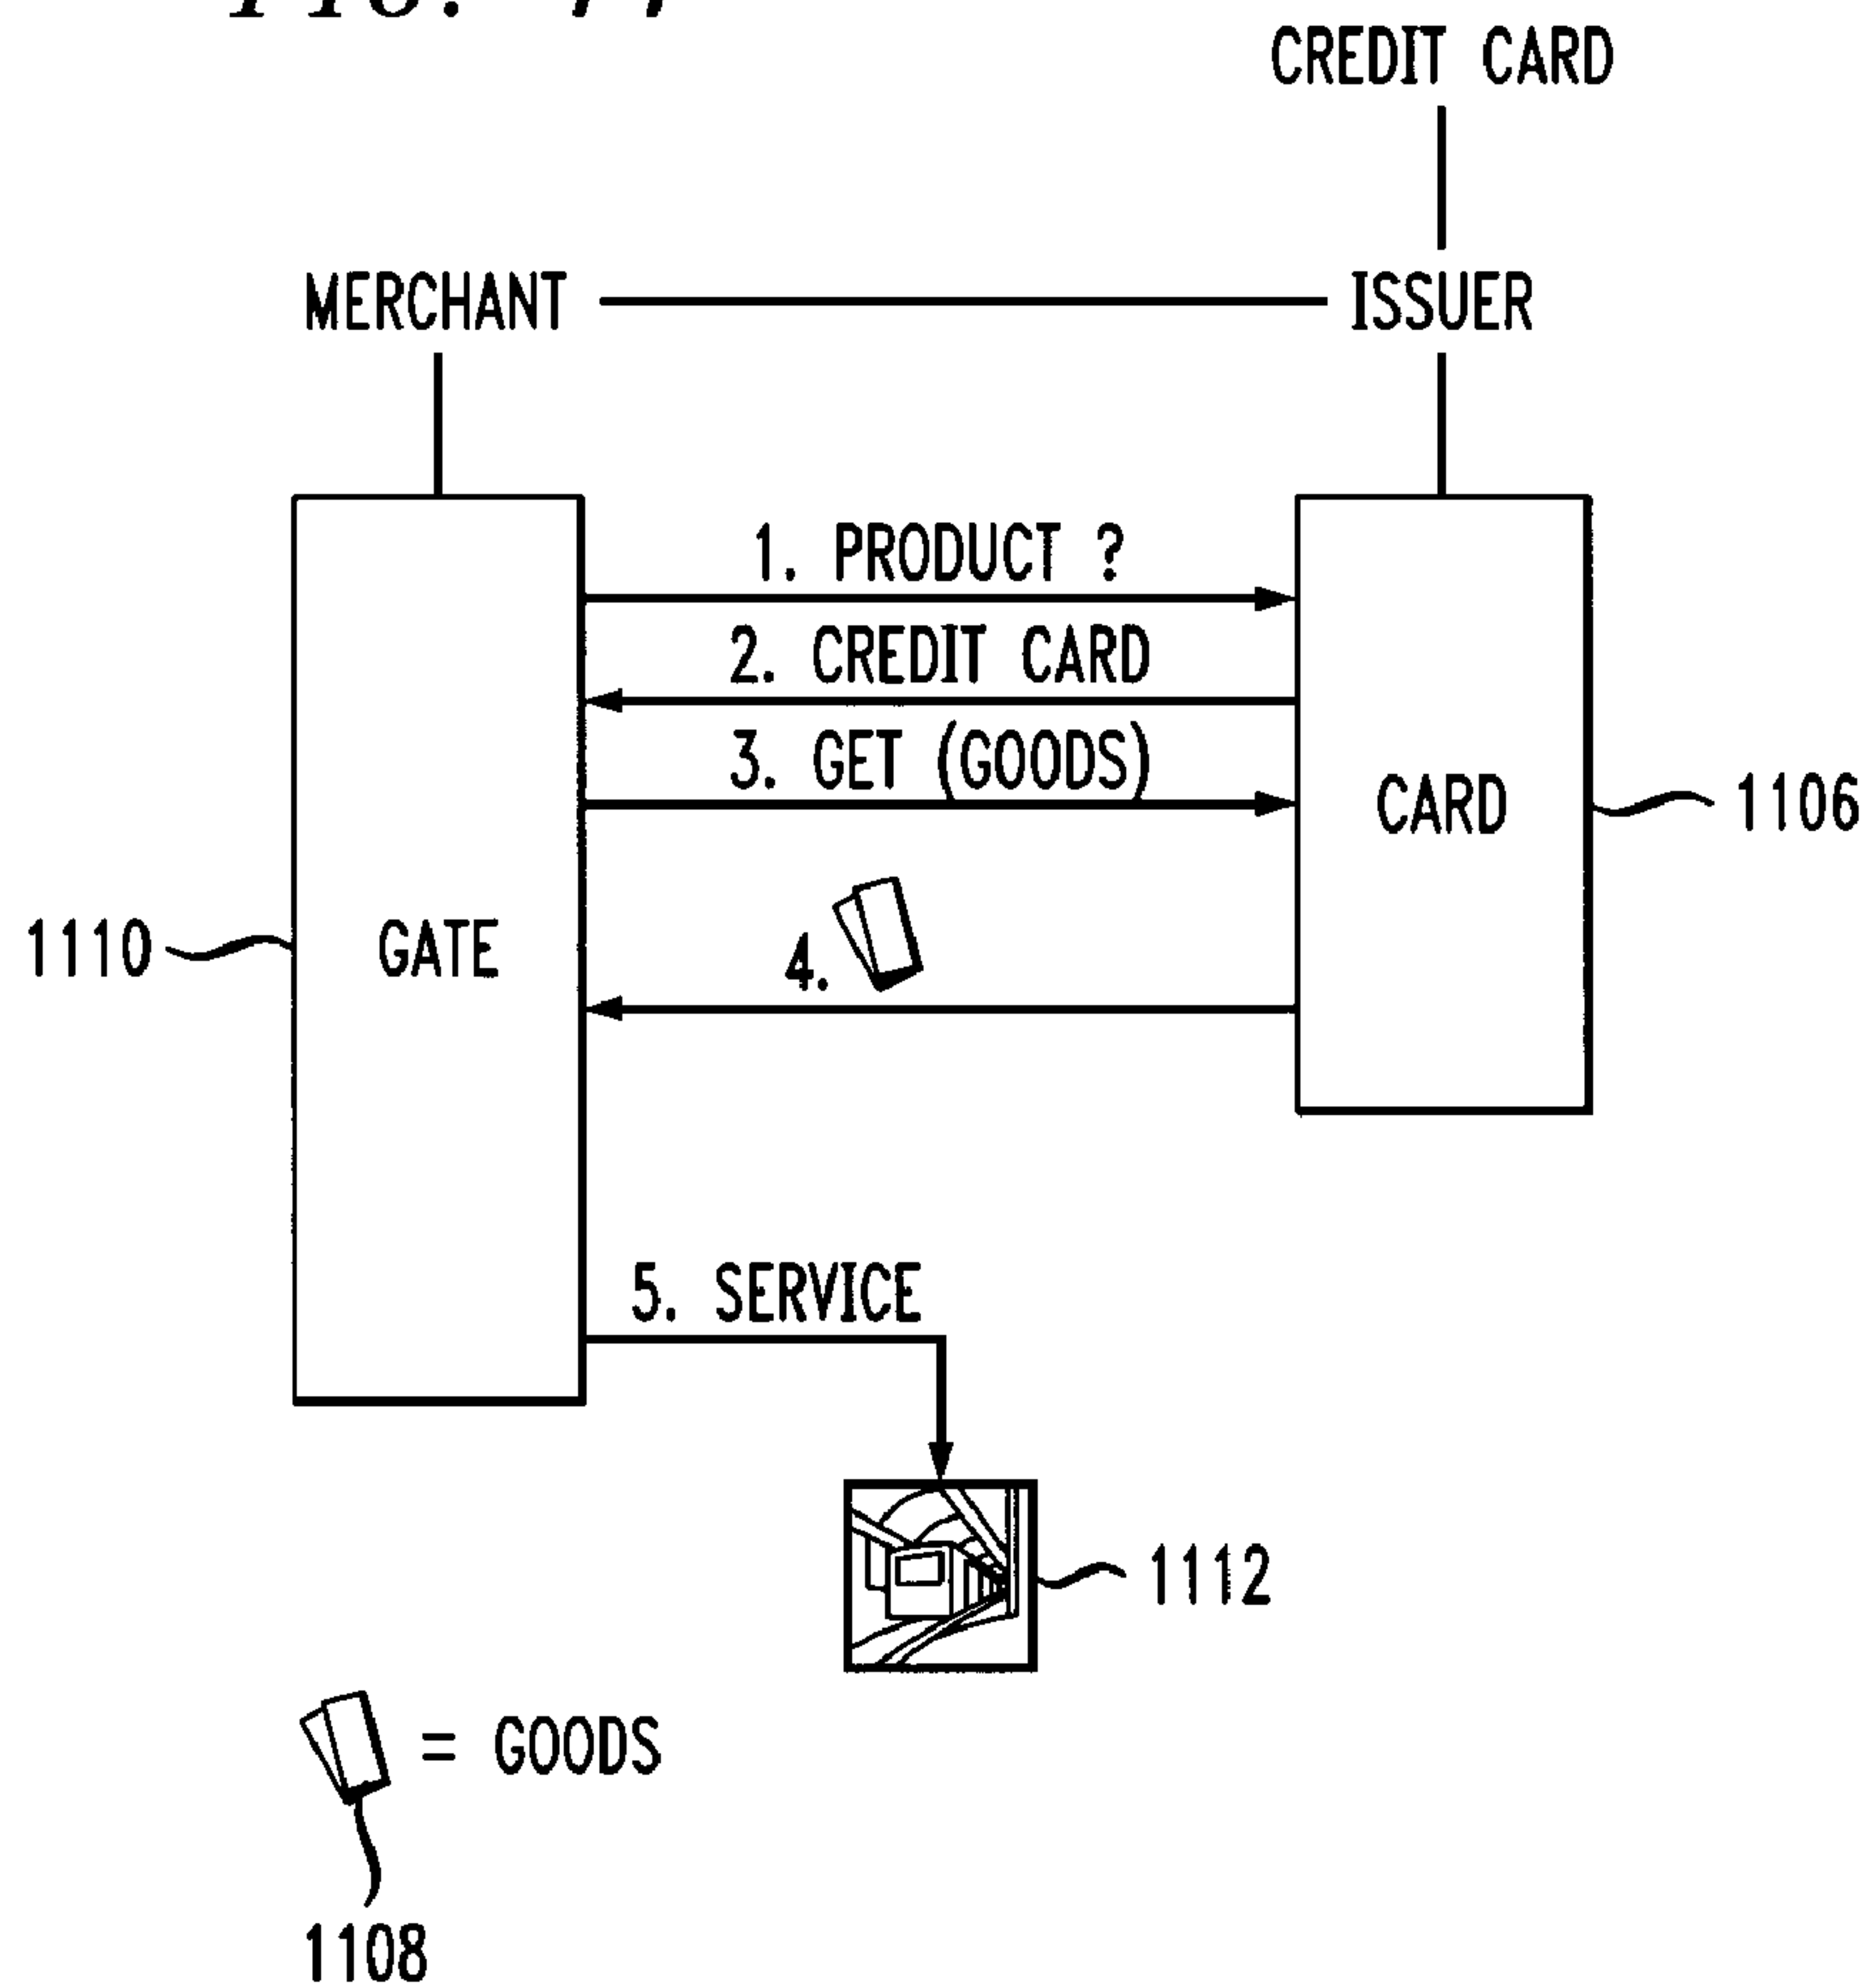 CREDIT CARD
MERCHANT
ISSUER
1. PRODUCT ?
2. CREDIT CARD
3. GET (GOODS)
CARD
1106
1110
GATE
4.
5. SERVICE
1112
= GOODS
1108